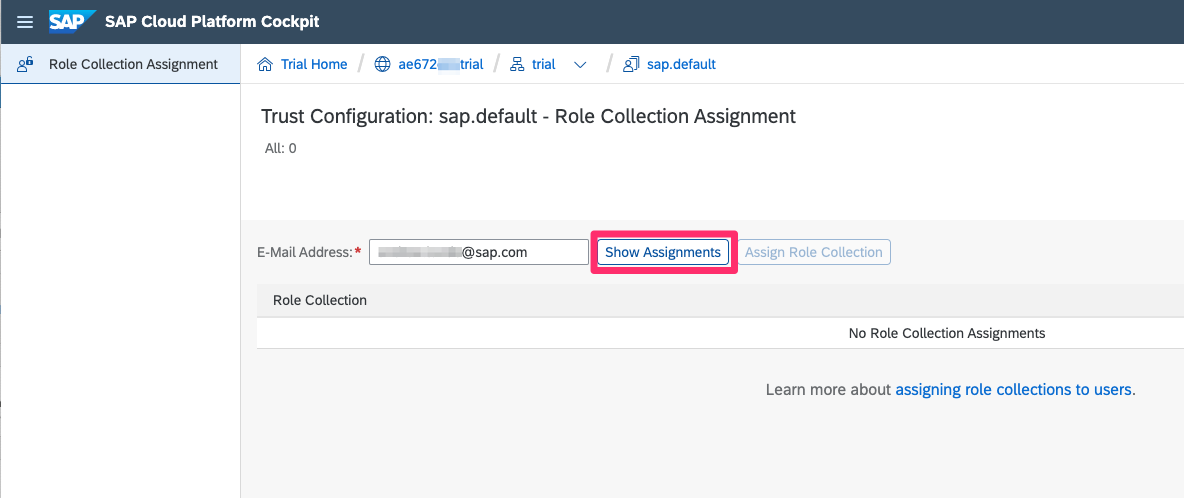 SAP SAP Cloud Platform Cockpit
Role Collection Assignment
Trial Home / ae672 trial / trial / sap.default
Trust Configuration: sap.default - Role Collection Assignment
All: 0
E-Mail Address:* @sap.com Show Assignments Assign Role Collection
Role Collection
No Role Collection Assignments
Learn more about assigning role collections to users.